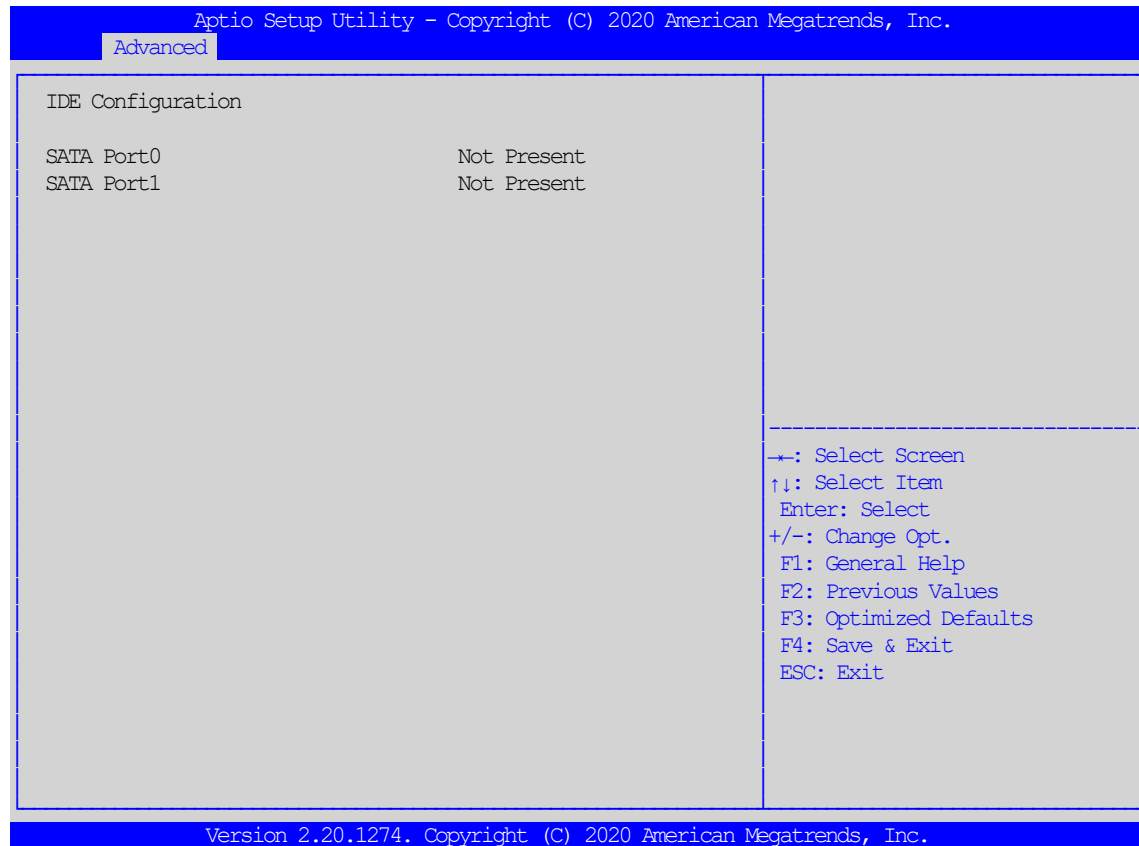 Aptio Setup Utility - Copyright (C) 2020 American Megatrends, Inc.
Advanced
IDE Configuration
SATA Port0 Not Present
SATA Port1 Not Present
→←: Select Screen
↑↓: Select Item
Enter: Select
+/-: Change Opt.
F1: General Help
F2: Previous Values
F3: Optimized Defaults
F4: Save & Exit
ESC: Exit
Version 2.20.1274. Copyright (C) 2020 American Megatrends, Inc.